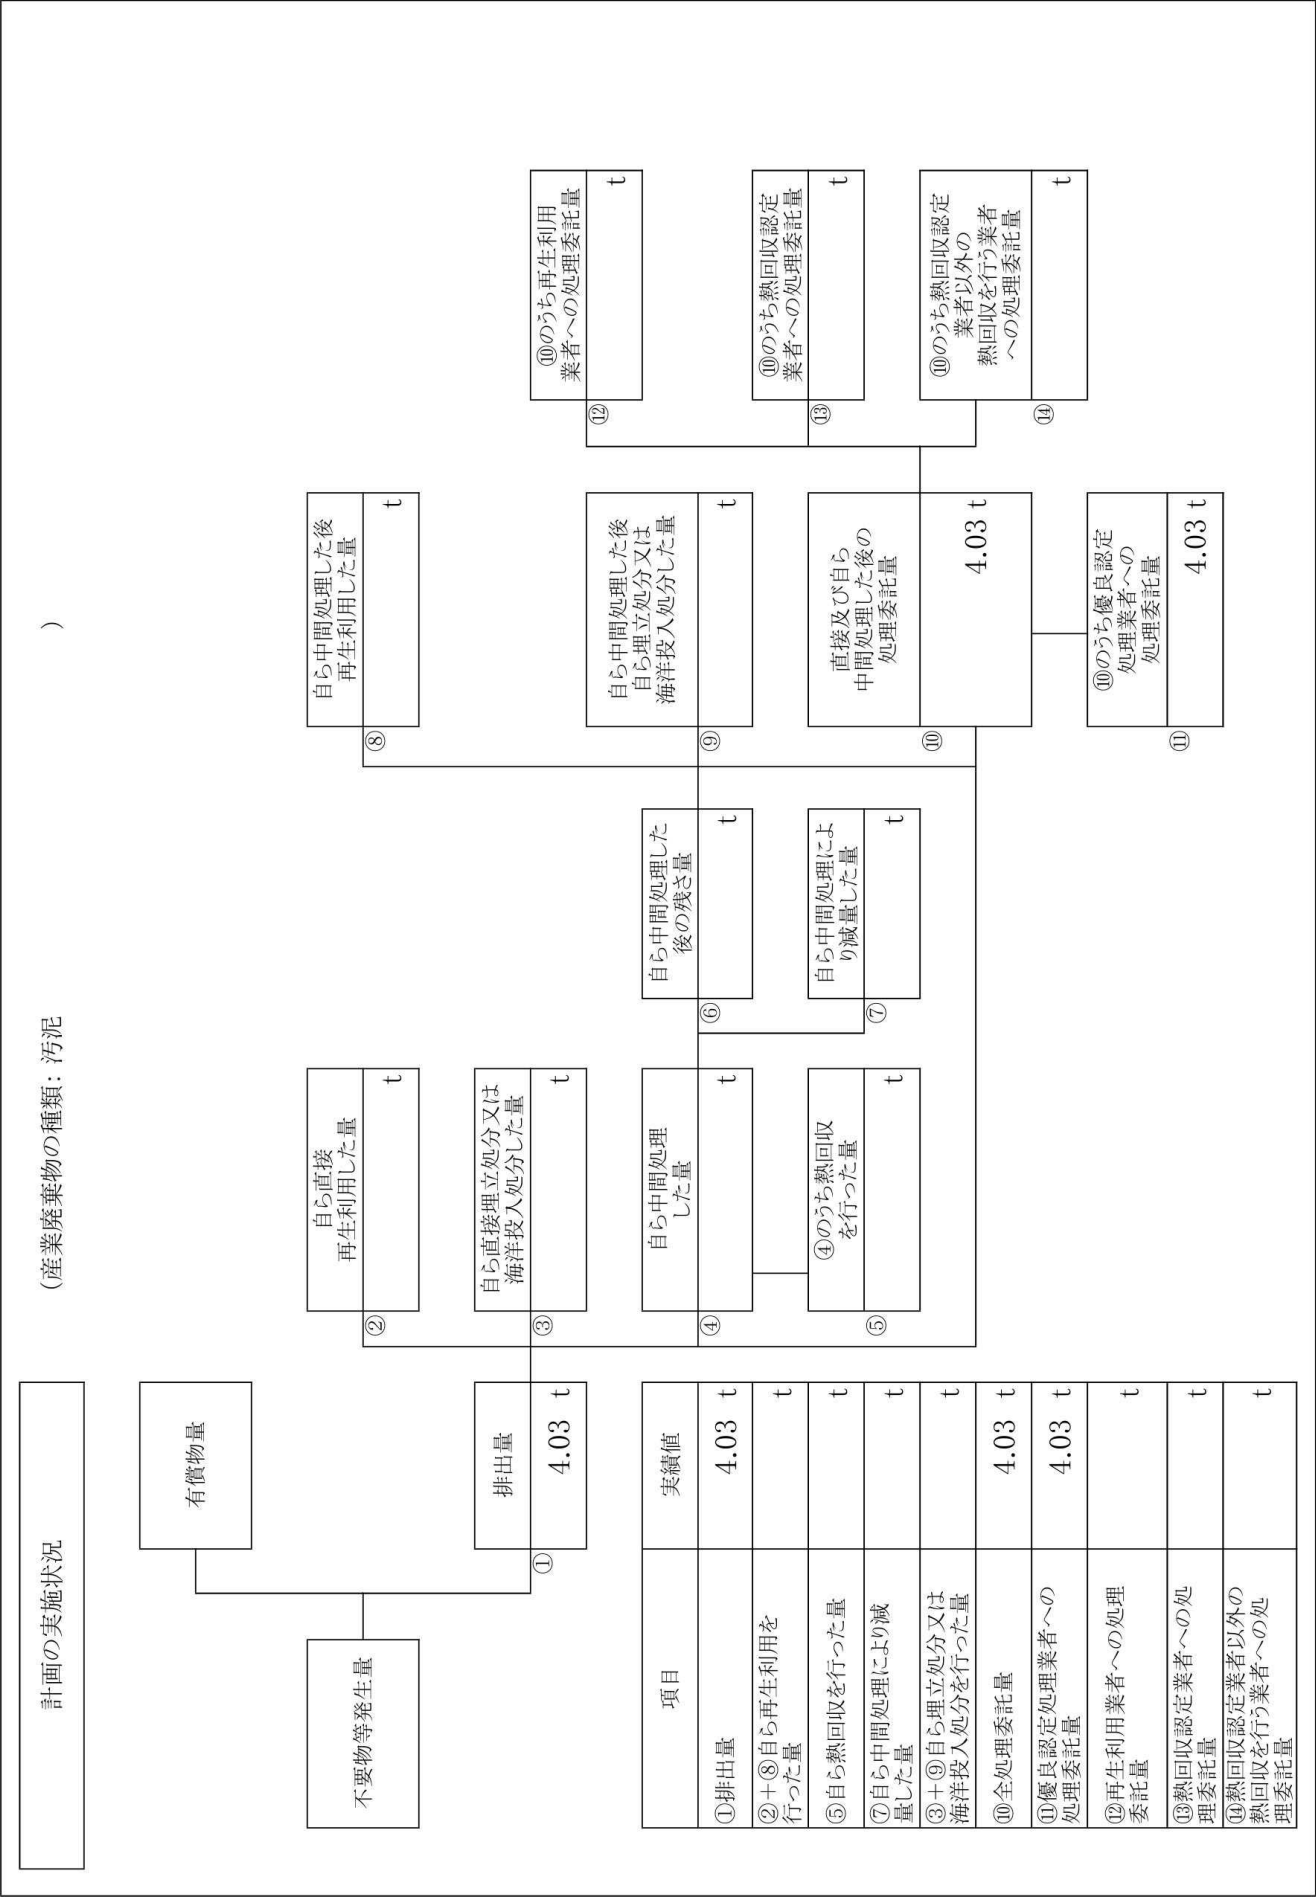 計画の実施状況
(産業廃棄物の種類：汚泥　　　　　)
有償物量
不要物等発生量
①
排出量
4.03 t
②
自ら直接
再生利用した量
t
③
自ら直接埋立処分又は
海洋投入処分した量
t
④
自ら中間処理
した量
t
⑤
④のうち熱回収
を行った量
t
⑥
自ら中間処理した
後の残さ量
t
⑦
自ら中間処理によ
り減量した量
t
⑧
自ら中間処理した後
再生利用した量
t
⑨
自ら中間処理した後
自ら埋立処分又は
海洋投入処分した量
t
⑩
直接及び自ら
中間処理した後の
処理委託量
4.03 t
⑪
⑩のうち優良認定
処理業者への
処理委託量
4.03 t
⑫
⑩のうち再生利用
業者への処理委託量
t
⑬
⑩のうち熱回収認定
業者への処理委託量
t
⑭
⑩のうち熱回収認定
業者以外の
熱回収を行う業者
への処理委託量
t
項目 実績値
①排出量 4.03 t
②＋⑧自ら再生利用を
行った量 t
⑤自ら熱回収を行った量 t
⑦自ら中間処理により減
量した量 t
③＋⑨自ら埋立処分又は
海洋投入処分を行った量 t
⑩全処理委託量 4.03 t
⑪優良認定処理業者への
処理委託量 4.03 t
⑫再生利用業者への処理
委託量 t
⑬熱回収認定業者への処
理委託量 t
⑭熱回収認定業者以外の
熱回収を行う業者への処
理委託量 t